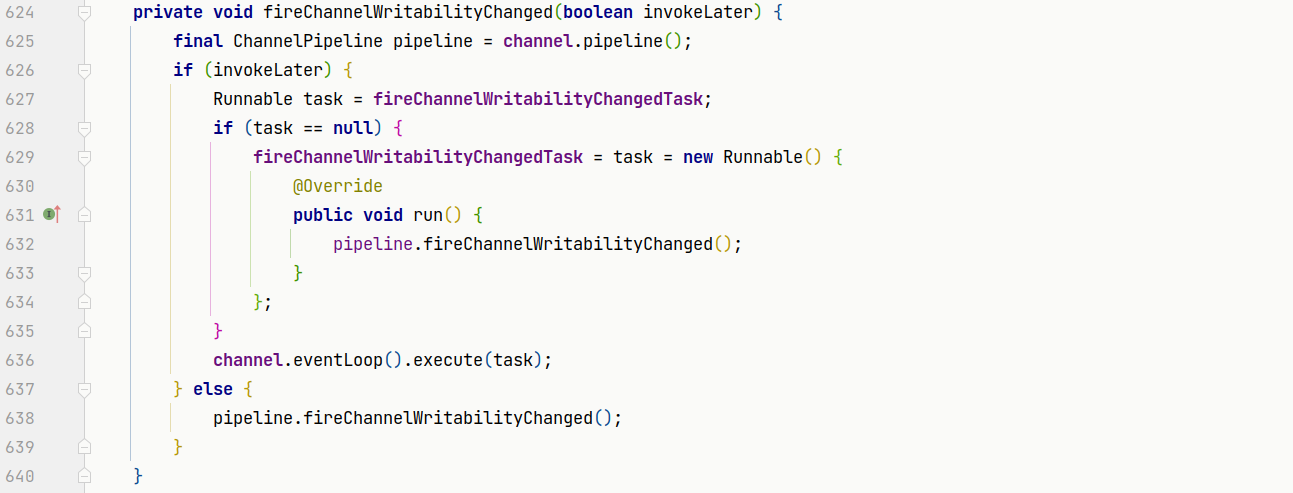 624 private void fireChannelWritabilityChanged(boolean invokeLater) {
625 final ChannelPipeline pipeline = channel.pipeline();
626 if (invokeLater) {
627 Runnable task = fireChannelWritabilityChangedTask;
628 if (task == null) {
629 fireChannelWritabilityChangedTask = task = new Runnable() {
630 @Override
631 public void run() {
632 pipeline.fireChannelWritabilityChanged();
633 }
634 };
635 }
636 channel.eventLoop().execute(task);
637 } else {
638 pipeline.fireChannelWritabilityChanged();
639 }
640 }